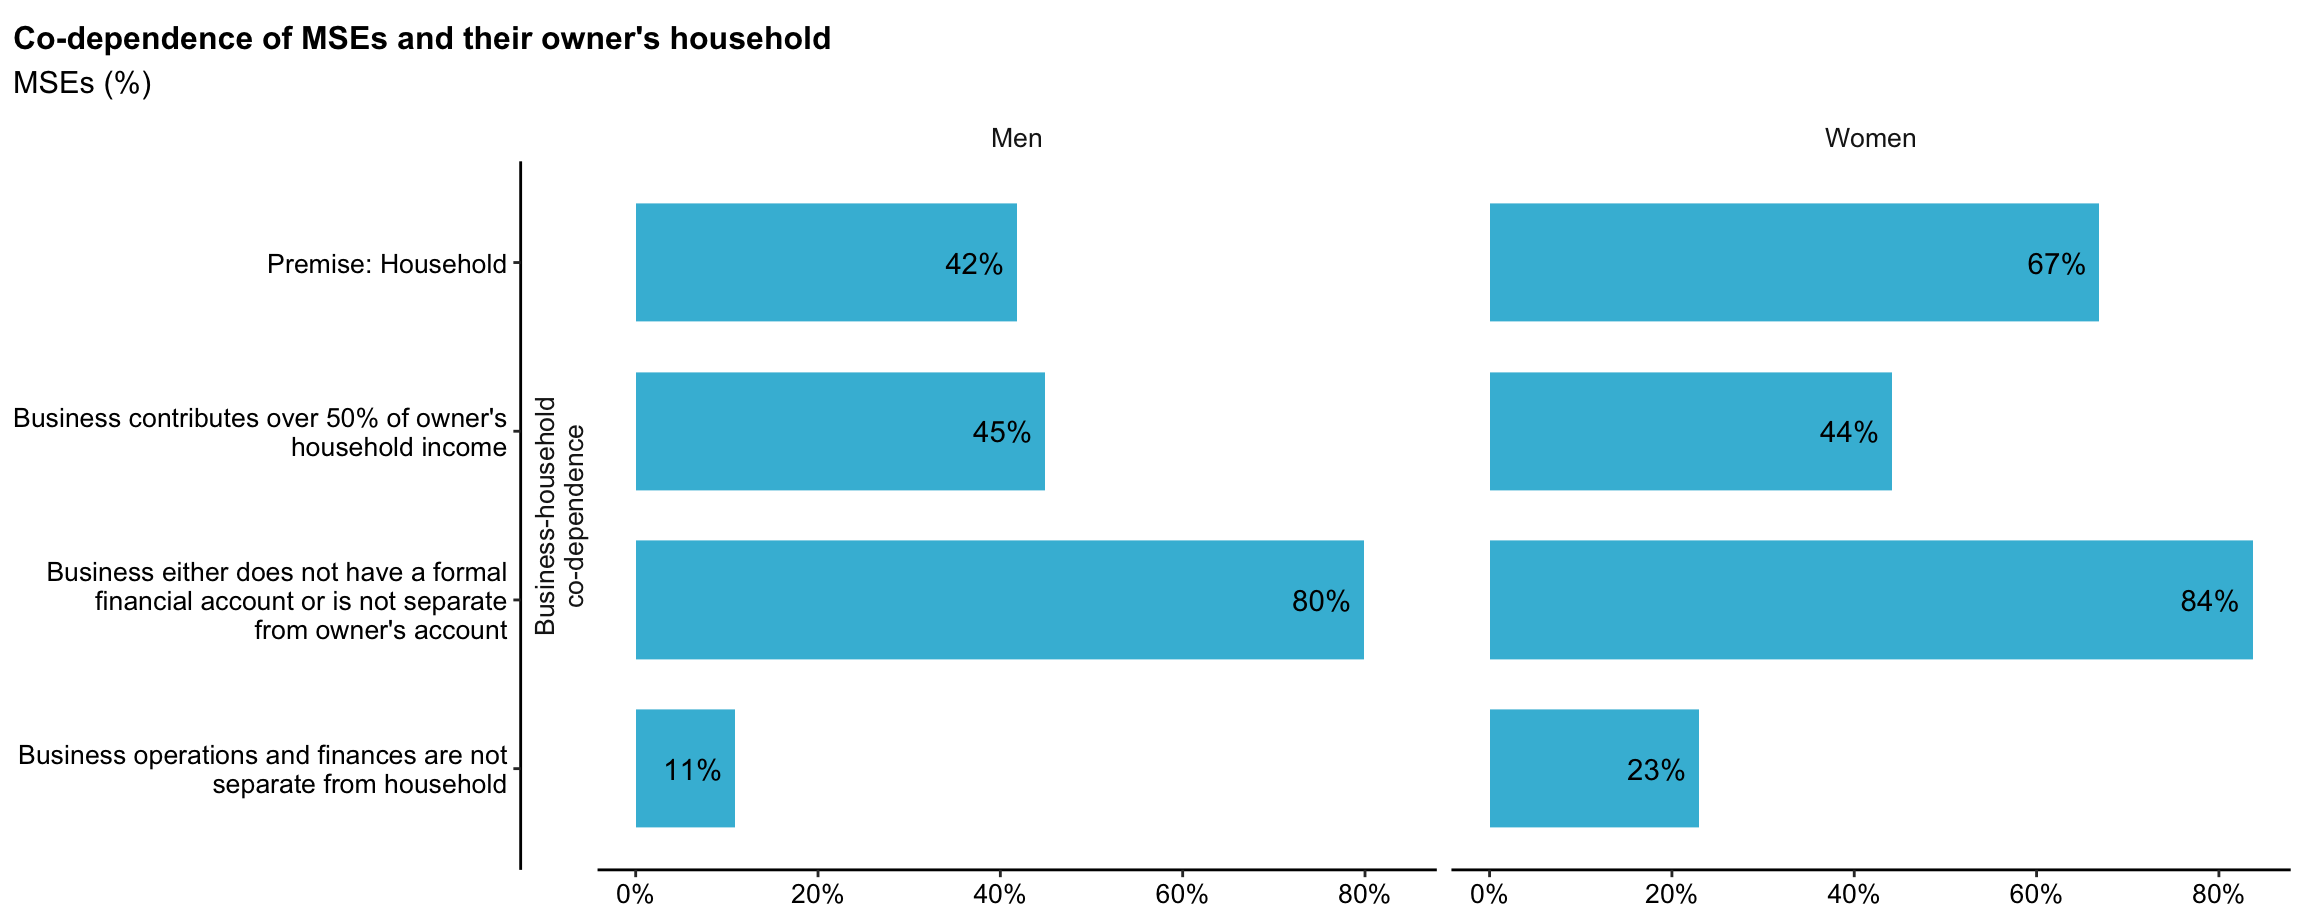 Co-dependence of MSEs and their owner's household
MSEs (%)
Men
Women
Premise: Household
42%
67%
Business contributes over 50% of owner's
household income
45%
44%
Business either does not have a formal
financial account or is not separate
from owner's account
80%
84%
Business operations and finances are not
separate from household
11%
23%
Business-household
co-dependence
0%
20%
40%
60%
80%
0%
20%
40%
60%
80%